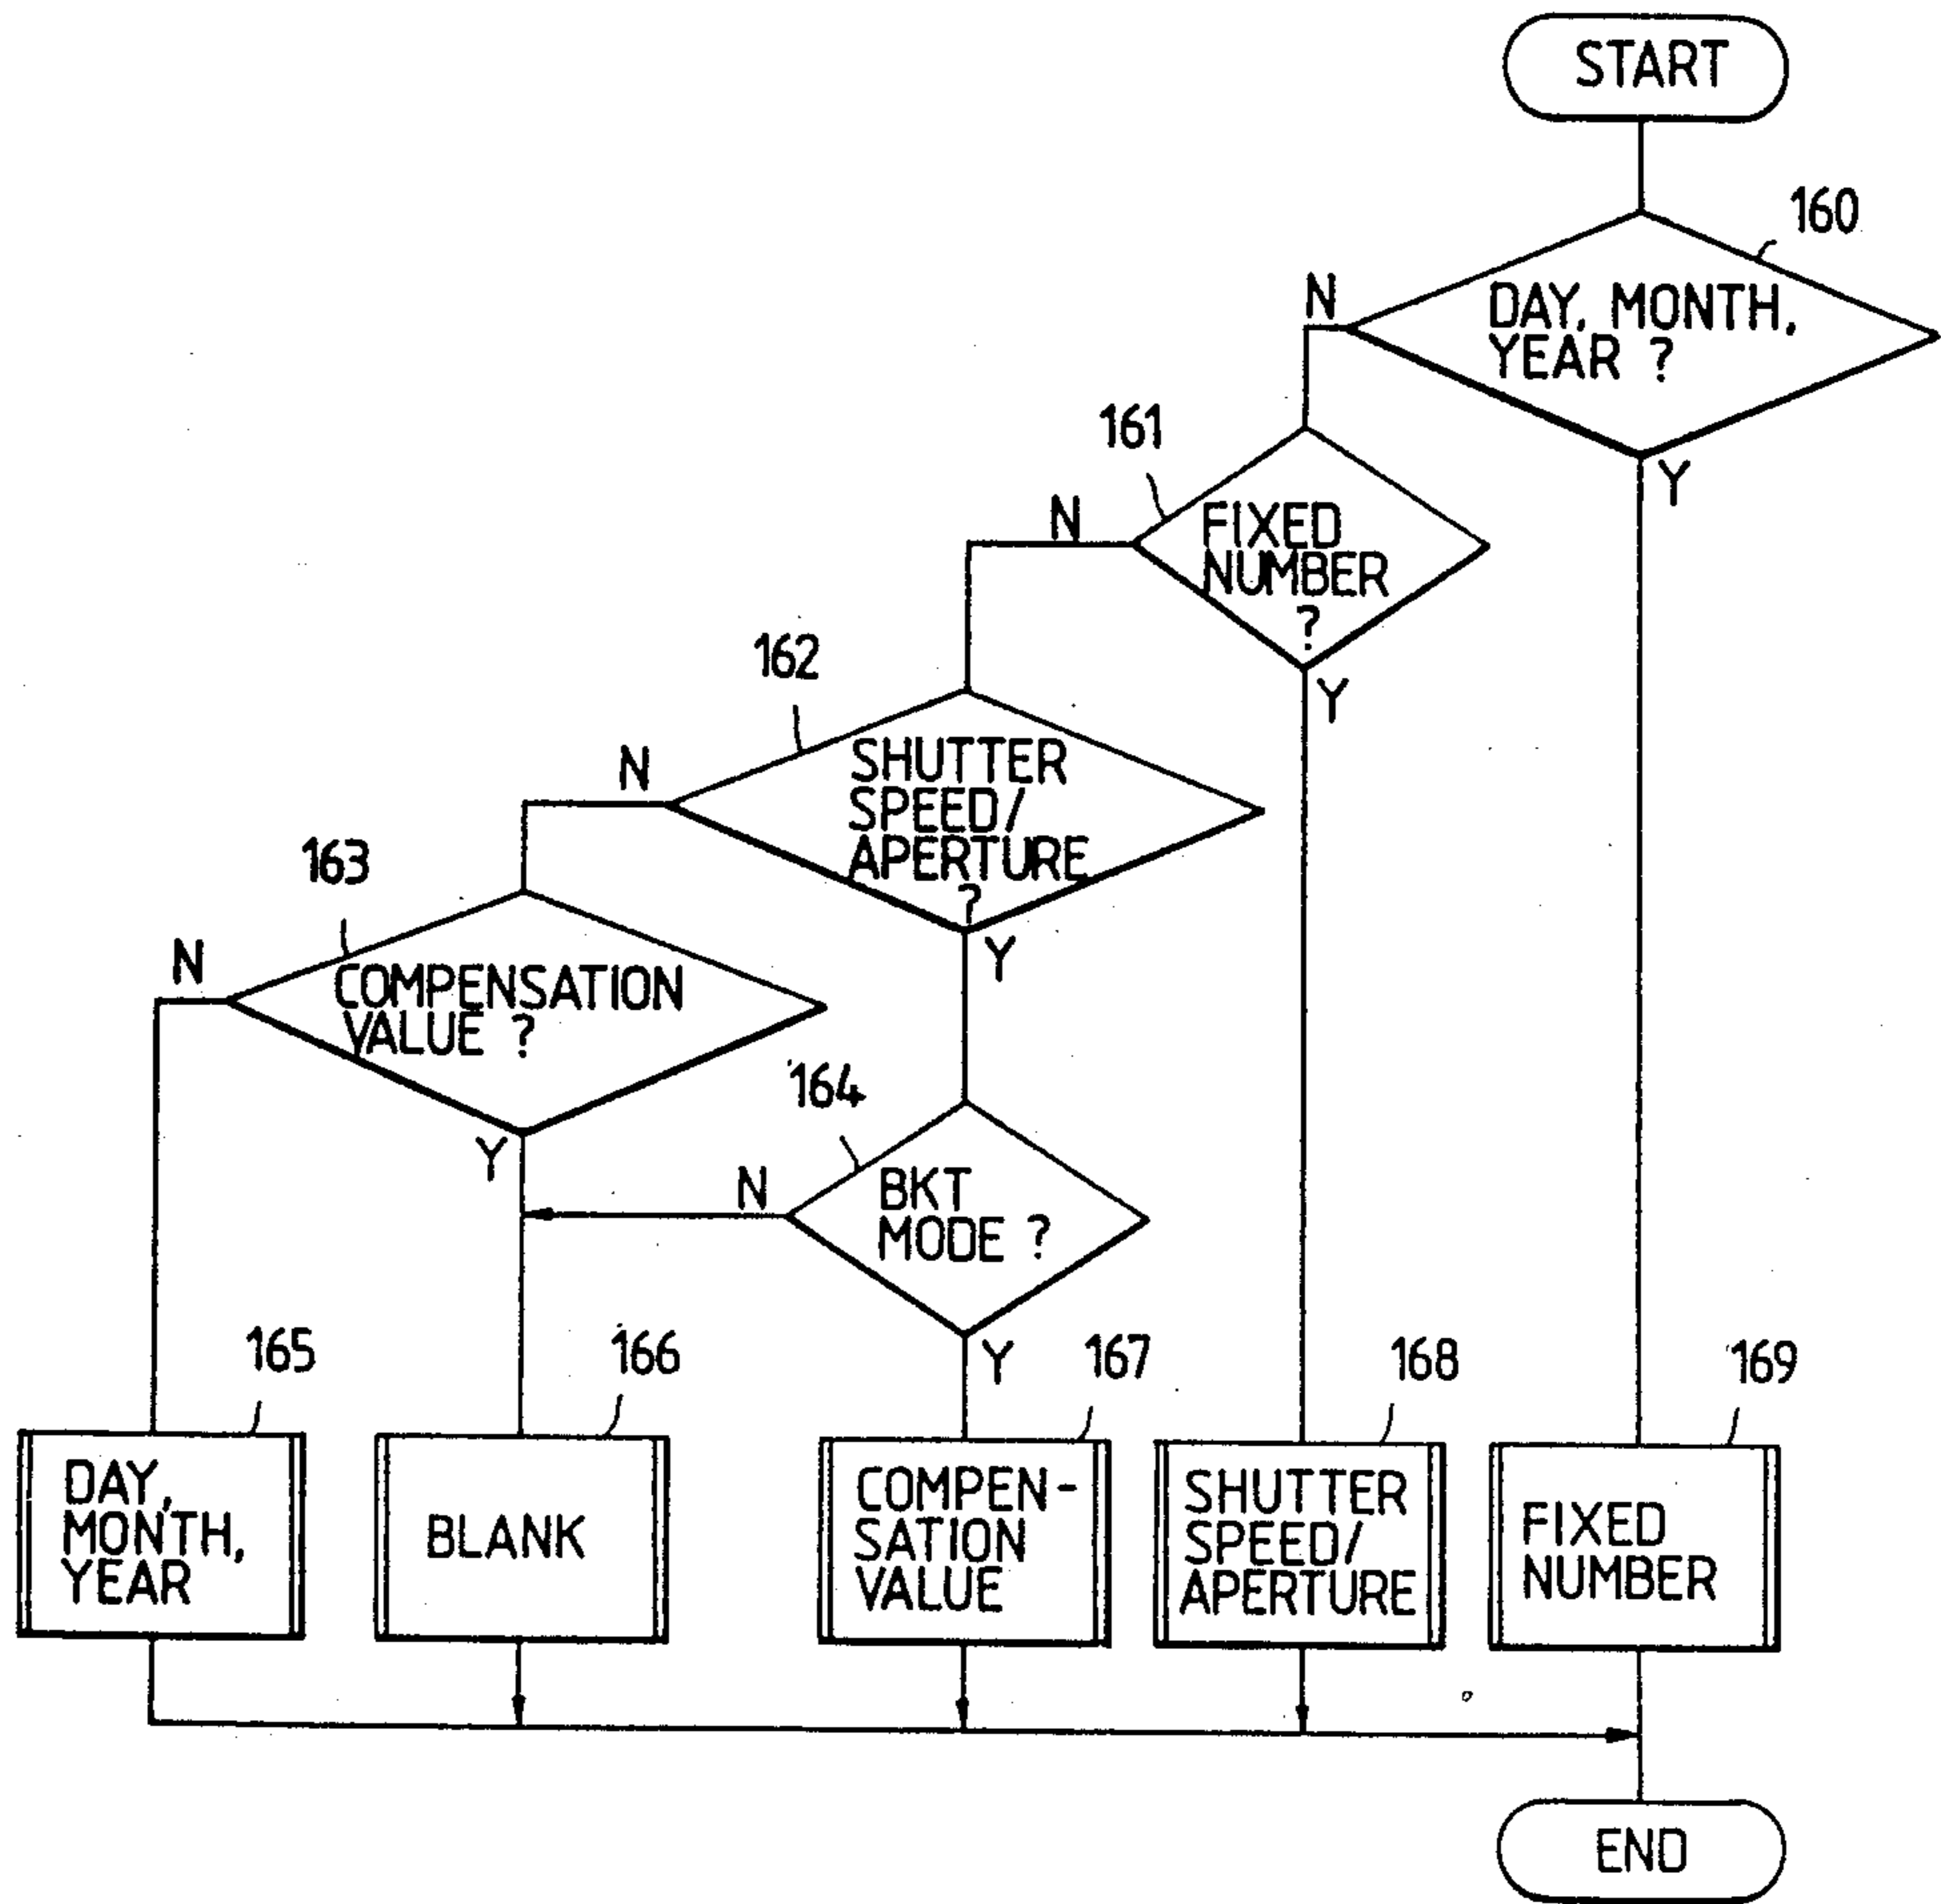 START
160
N
DAY, MONTH,
YEAR ?
Y
161
N
FIXED
NUMBER
?
Y
162
N
SHUTTER
SPEED/
APERTURE
?
Y
163
N
COMPENSATION
VALUE ?
Y
164
N
BKT
MODE ?
Y
165
DAY,
MONTH,
YEAR
166
BLANK
167
COMPEN-
SATION
VALUE
168
SHUTTER
SPEED/
APERTURE
169
FIXED
NUMBER
END